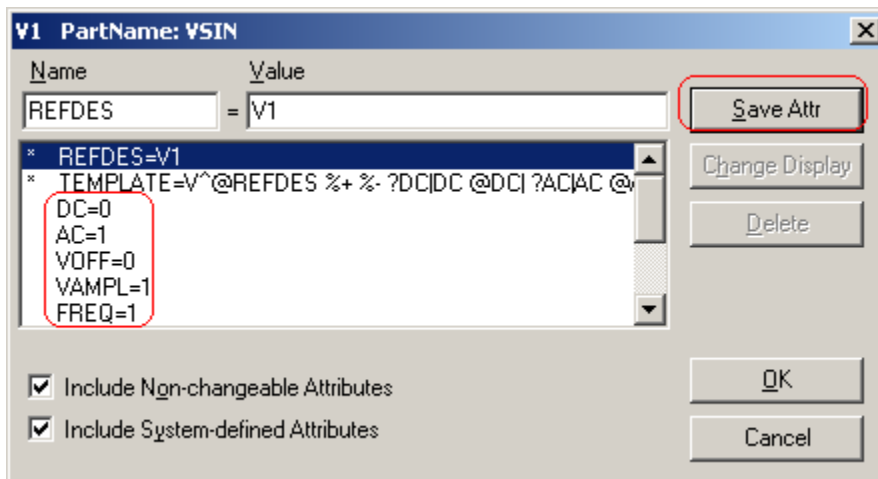 V1 PartName: VSIN
Name Value
REFDES = V1
Save Attr
* REFDES=V1
* TEMPLATE=V^@REFDES %+ %- ?DC|DC @DC| ?AC|AC @
DC=0
AC=1
VOFF=0
VAMPL=1
FREQ=1
Change Display
Delete
Include Non-changeable Attributes
Include System-defined Attributes
OK
Cancel